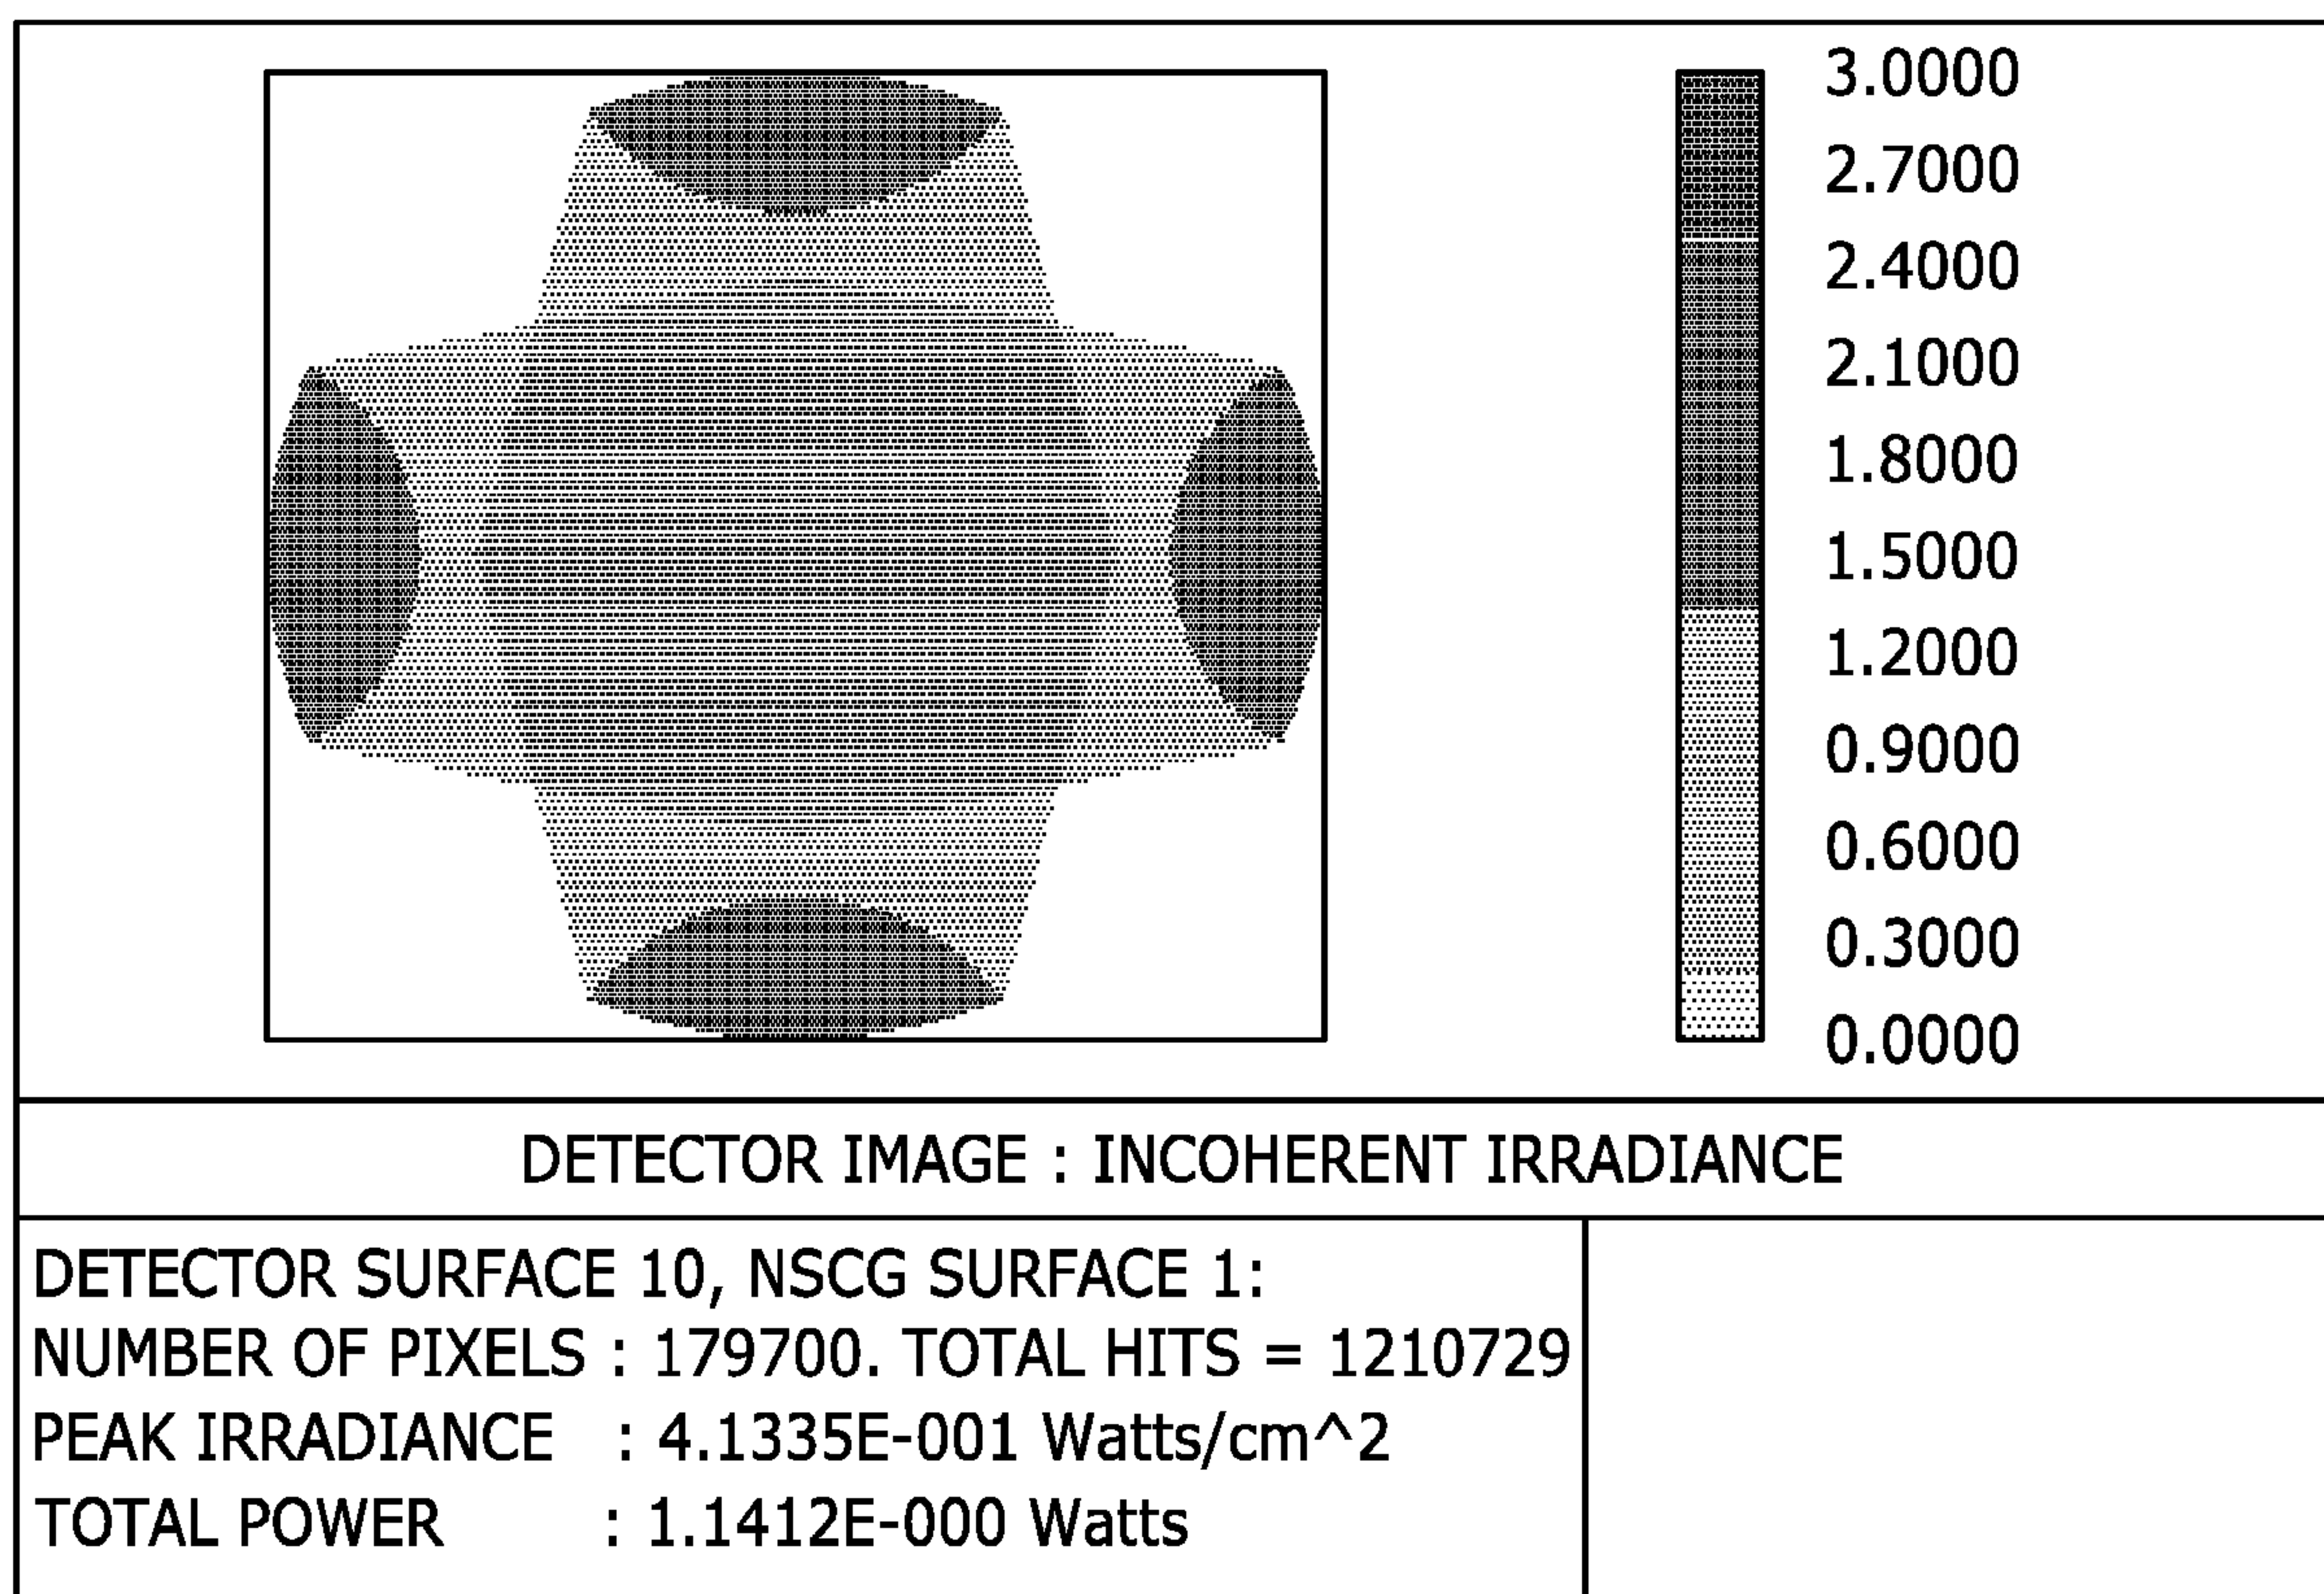 3.0000
2.7000
2.4000
2.1000
1.8000
1.5000
1.2000
0.9000
0.6000
0.3000
0.0000
DETECTOR IMAGE : INCOHERENT IRRADIANCE
DETECTOR SURFACE 10, NSCG SURFACE 1:
NUMBER OF PIXELS : 179700. TOTAL HITS = 1210729
PEAK IRRADIANCE : 4.1335E-001 Watts/cm^2
TOTAL POWER : 1.1412E-000 Watts